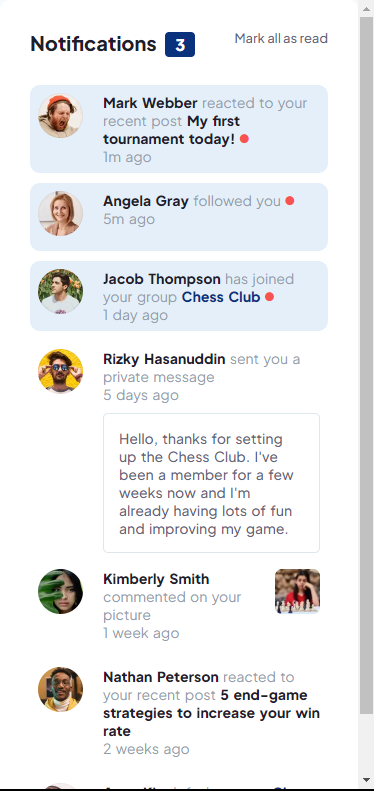 Notifications 3 Mark all as read
Mark Webber reacted to your
recent post My first
tournament today!
1m ago
Angela Gray followed you
5m ago
Jacob Thompson has joined
your group Chess Club
1 day ago
Rizky Hasanuddin sent you a
private message
5 days ago
Hello, thanks for setting
up the Chess Club. I've
been a member for a few
weeks now and I'm
already having lots of fun
and improving my game.
Kimberly Smith
commented on your
picture
1 week ago
Nathan Peterson reacted to
your recent post 5 end-game
strategies to increase your win
rate
2 weeks ago